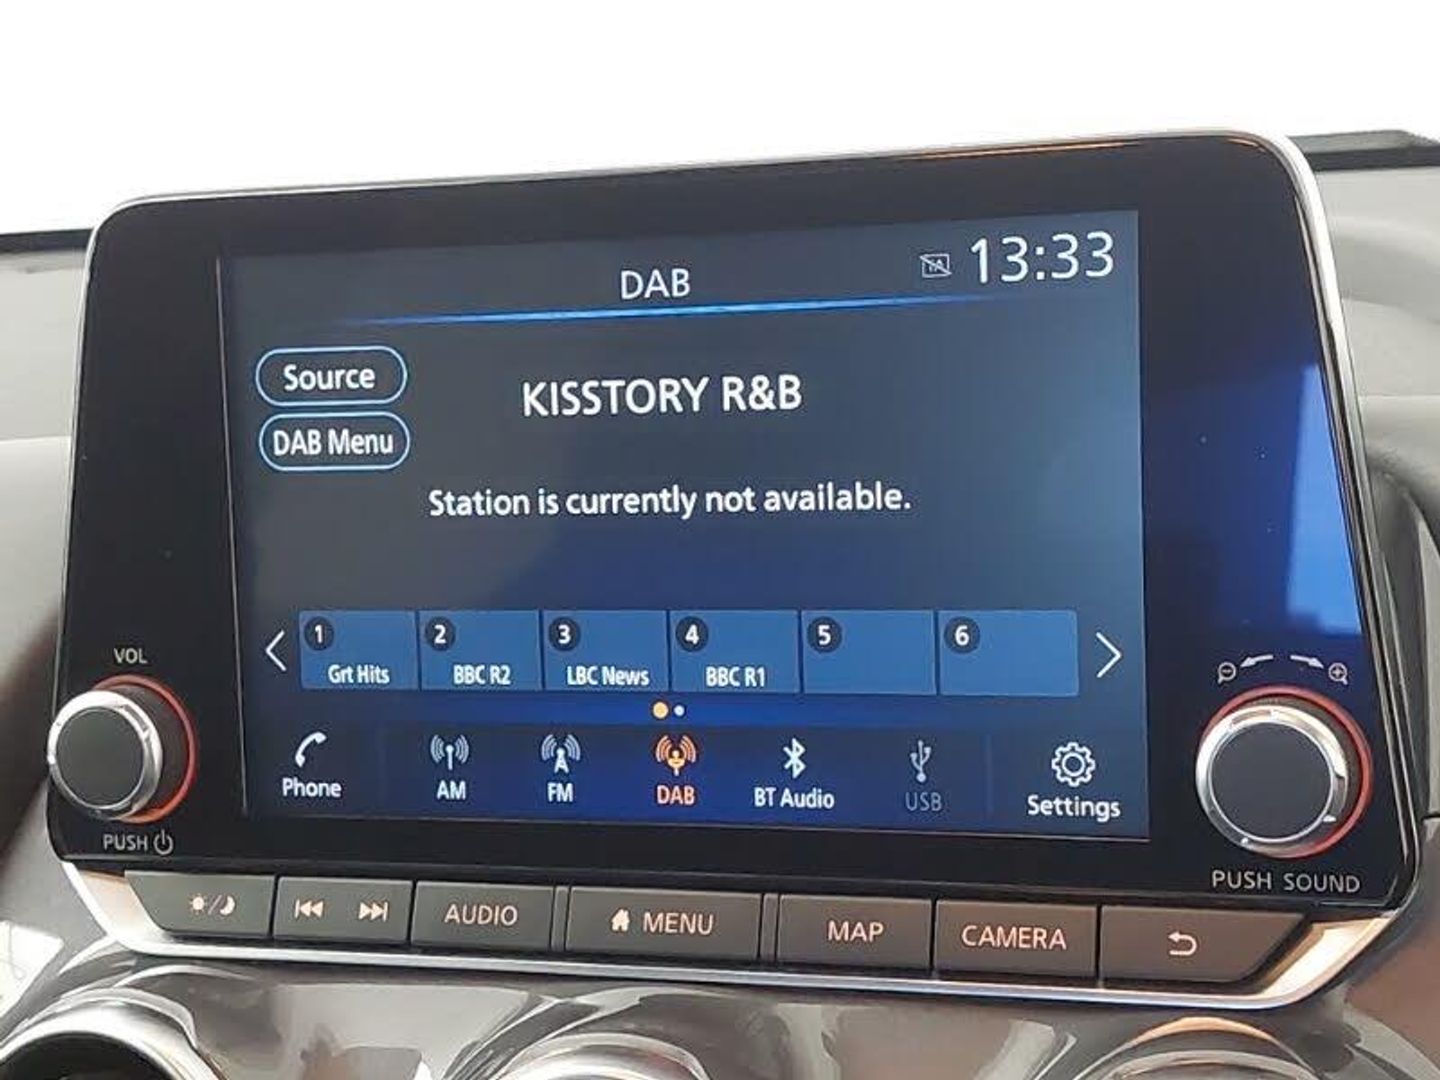 DAB
TA
13:33
Source
DAB Menu
KISSTORY R&B
Station is currently not available.
1 2 3 4 5 6
Grt Hits BBC R2 LBC News BBC R1
Phone AM FM DAB BT Audio USB Settings
VOL
PUSH
PUSH SOUND
AUDIO MENU MAP CAMERA